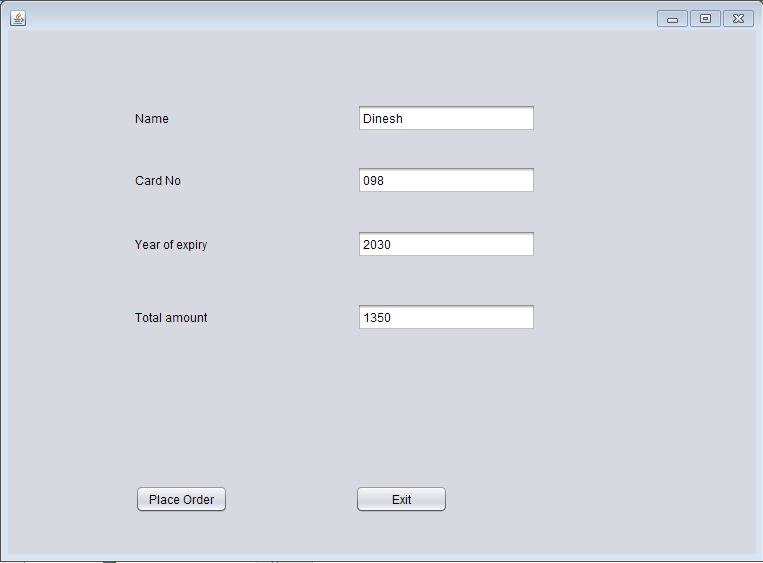 Name Dinesh
Card No 098
Year of expiry 2030
Total amount 1350
Place Order Exit